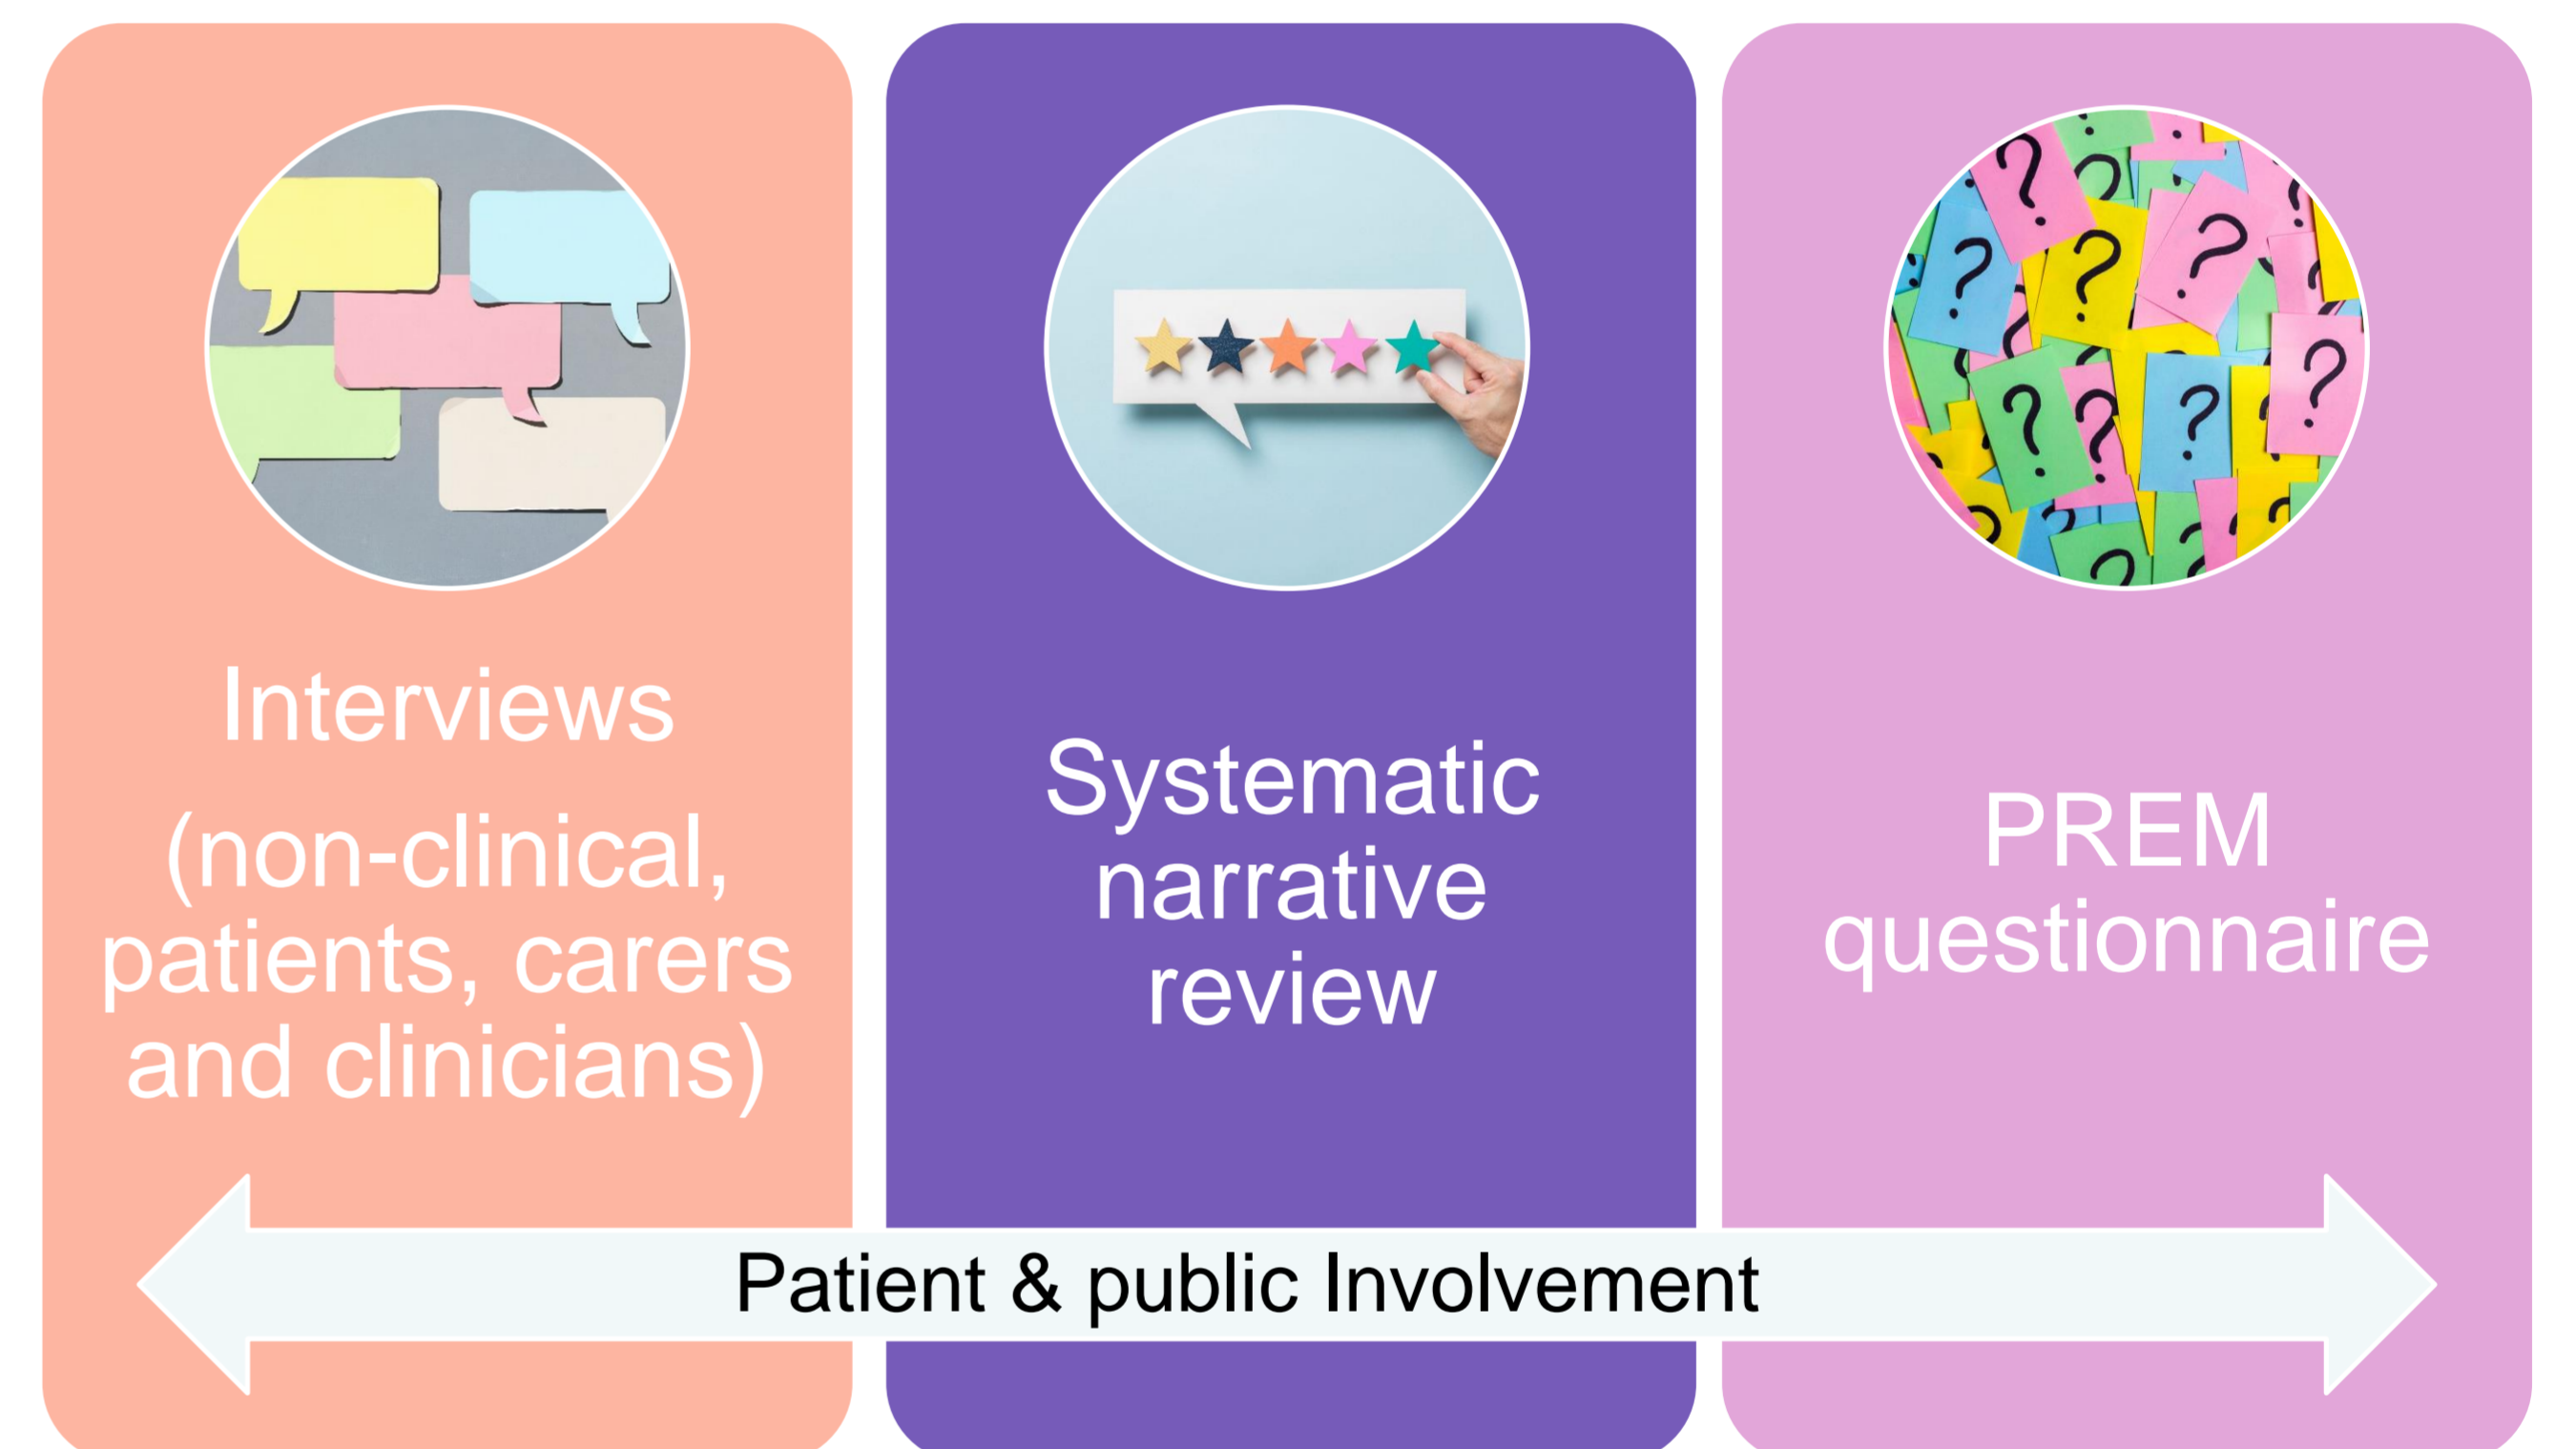 Interviews
(non-clinical,
patients, carers
and clinicians)
Systematic
narrative
review
PREM
questionnaire
Patient & public Involvement